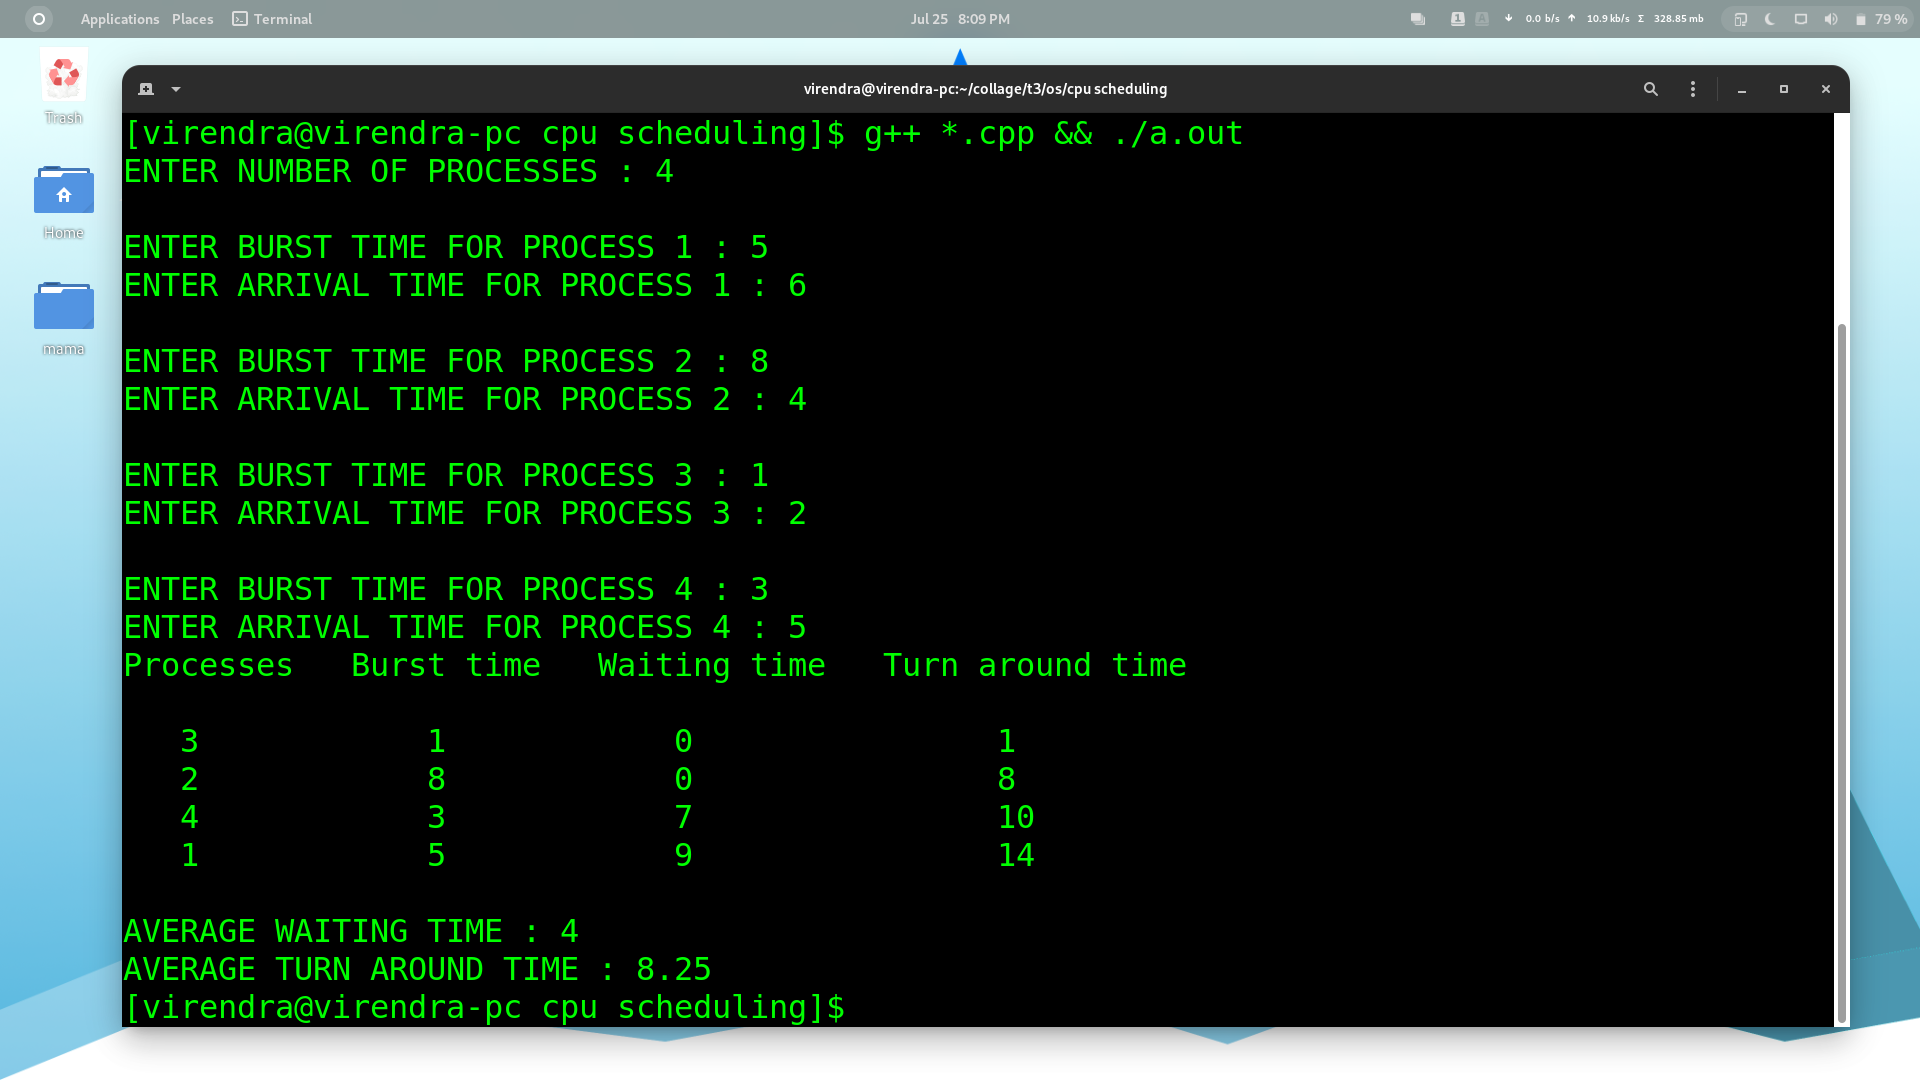 Applications Places Terminal Jul 25 8:09 PM 1 A 0.0 b/s 10.9 kb/s Σ 328.85 mb 79 %
Trash
Home
mama
virendra@virendra-pc:~/collage/t3/os/cpu scheduling
[virendra@virendra-pc cpu scheduling]$ g++ *.cpp && ./a.out
ENTER NUMBER OF PROCESSES : 4
ENTER BURST TIME FOR PROCESS 1 : 5
ENTER ARRIVAL TIME FOR PROCESS 1 : 6
ENTER BURST TIME FOR PROCESS 2 : 8
ENTER ARRIVAL TIME FOR PROCESS 2 : 4
ENTER BURST TIME FOR PROCESS 3 : 1
ENTER ARRIVAL TIME FOR PROCESS 3 : 2
ENTER BURST TIME FOR PROCESS 4 : 3
ENTER ARRIVAL TIME FOR PROCESS 4 : 5
Processes Burst time Waiting time Turn around time
3 1 0 1
2 8 0 8
4 3 7 10
1 5 9 14
AVERAGE WAITING TIME : 4
AVERAGE TURN AROUND TIME : 8.25
[virendra@virendra-pc cpu scheduling]$